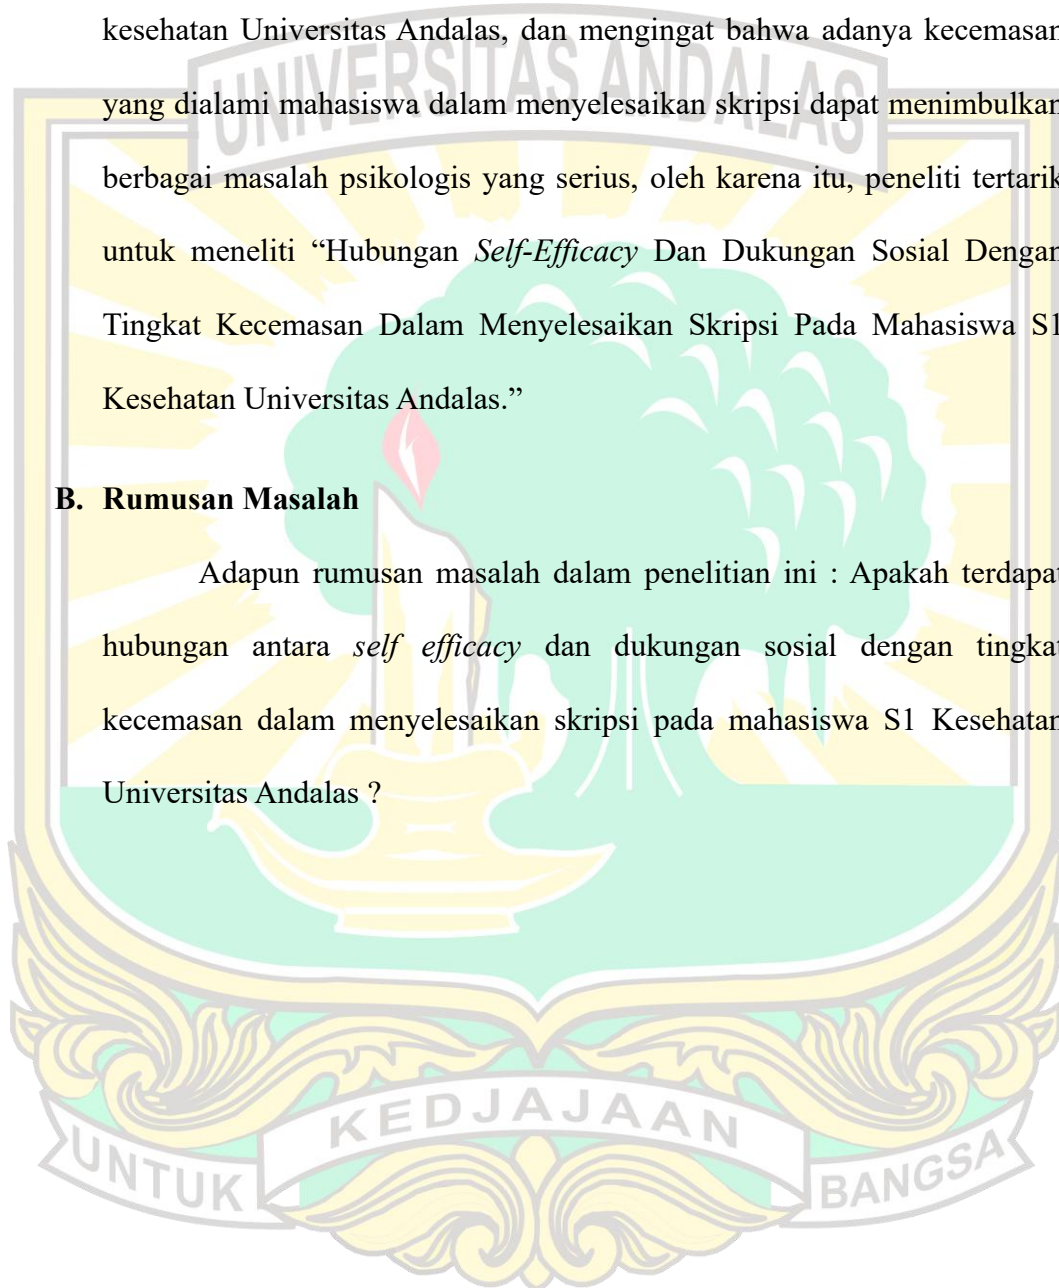 kesehatan Universitas Andalas, dan mengingat bahwa adanya kecemasan
UNIVERSITAS ANDALAS
yang dialami mahasiswa dalam menyelesaikan skripsi dapat menimbulkan
berbagai masalah psikologis yang serius, oleh karena itu, peneliti tertarik
untuk meneliti “Hubungan Self-Efficacy Dan Dukungan Sosial Dengan
Tingkat Kecemasan Dalam Menyelesaikan Skripsi Pada Mahasiswa S1
Kesehatan Universitas Andalas.”
B. Rumusan Masalah
Adapun rumusan masalah dalam penelitian ini : Apakah terdapat
hubungan antara self efficacy dan dukungan sosial dengan tingkat
kecemasan dalam menyelesaikan skripsi pada mahasiswa S1 Kesehatan
Universitas Andalas ?
UNTUK KEDJAJAAN BANGSA